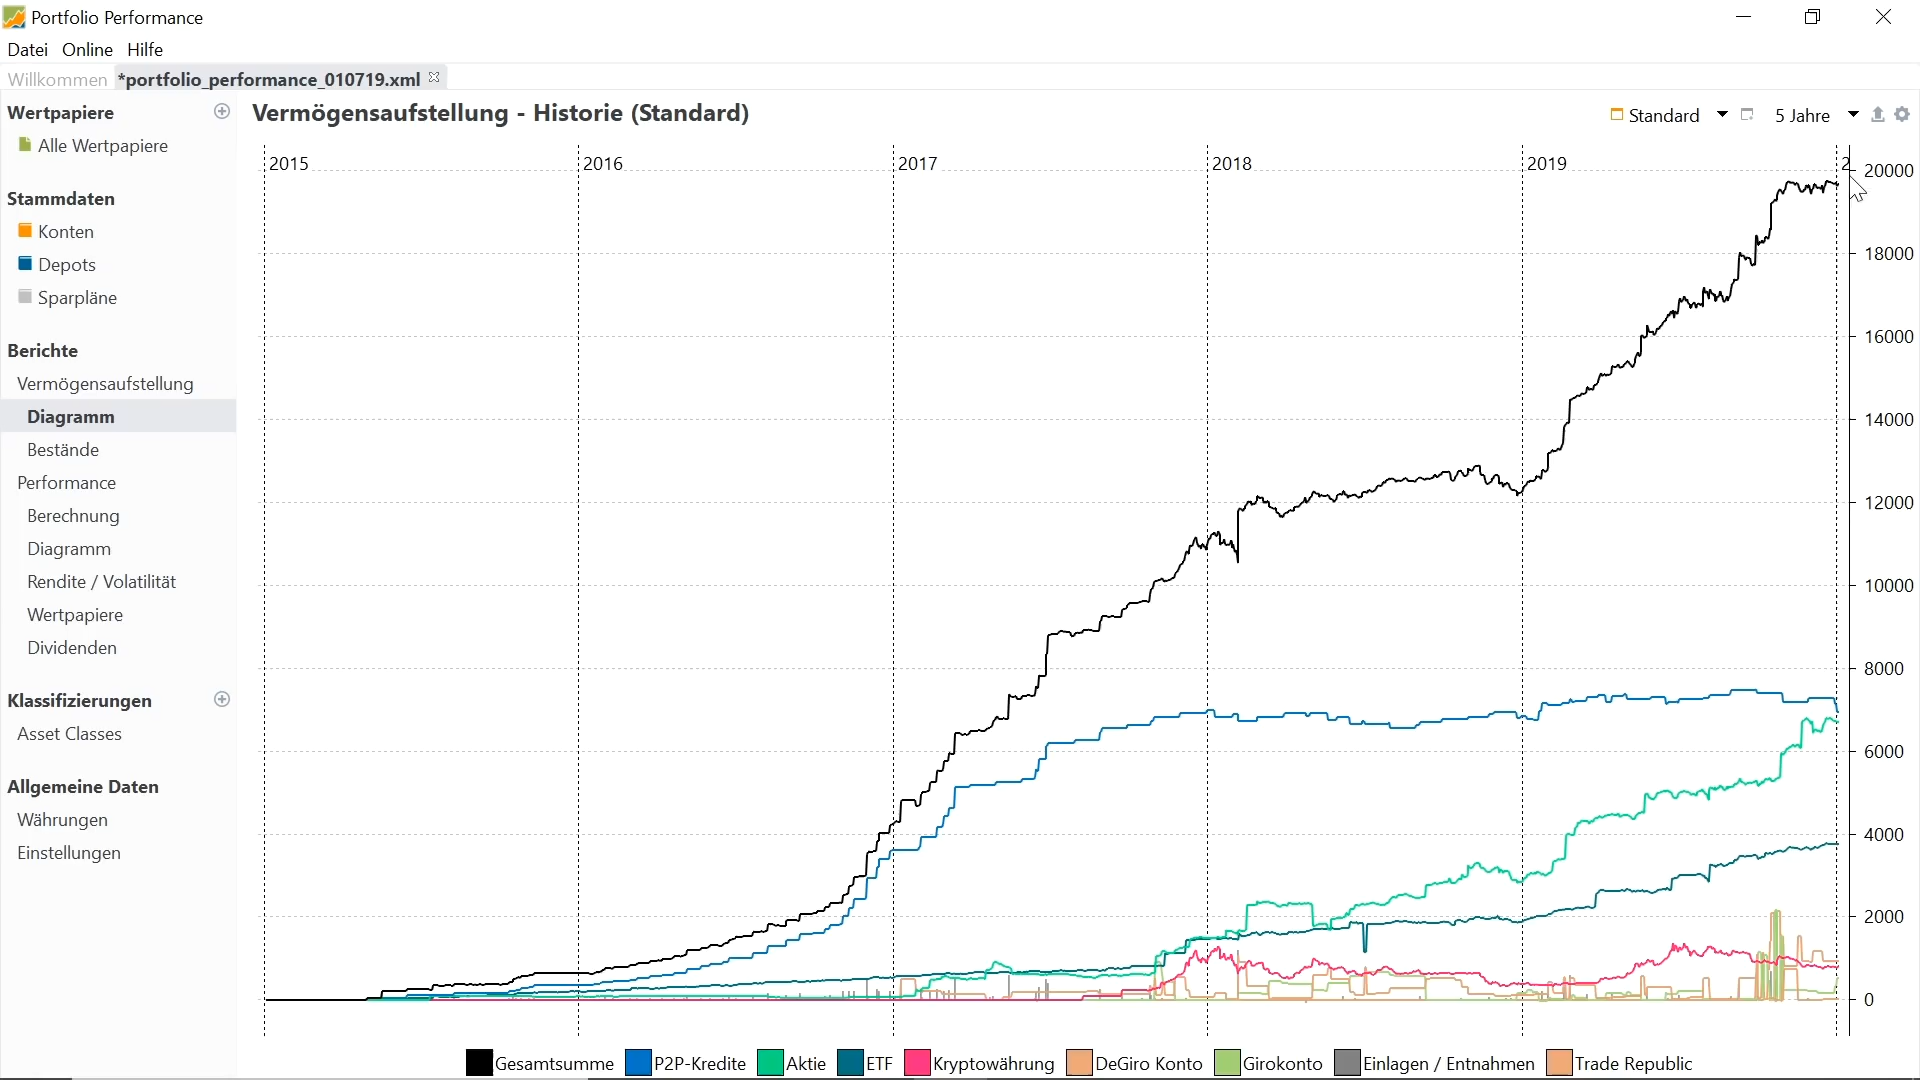 Portfolio Performance
Datei Online Hilfe
Willkommen *portfolio_performance_010719.xml
Wertpapiere
Alle Wertpapiere
Stammdaten
Konten
Depots
Sparpläne
Berichte
Vermögensaufstellung
Diagramm
Bestände
Performance
Berechnung
Diagramm
Rendite / Volatilität
Wertpapiere
Dividenden
Klassifizierungen
Asset Classes
Allgemeine Daten
Währungen
Einstellungen
Vermögensaufstellung - Historie (Standard)
Standard 5 Jahre
2015 2016 2017 2018 2019 2
20000
18000
16000
14000
12000
10000
8000
6000
4000
2000
0
Gesamtsumme P2P-Kredite Aktie ETF Kryptowährung DeGiro Konto Girokonto Einlagen / Entnahmen Trade Republic